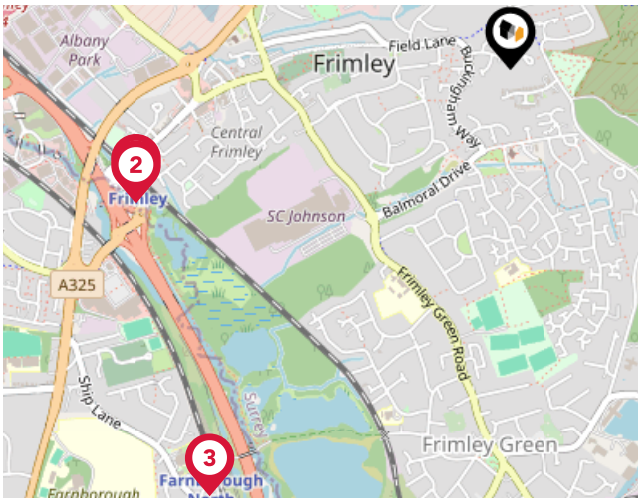 Albany
Park
Field Lane
Frimley
Buckingham Way
Central
Frimley
2
Frimley
Balmoral Drive
SC Johnson
A325
Frimley Green Road
Ship Lane
Surrey
Frimley Green
3
Farnborough
North
Farnborough